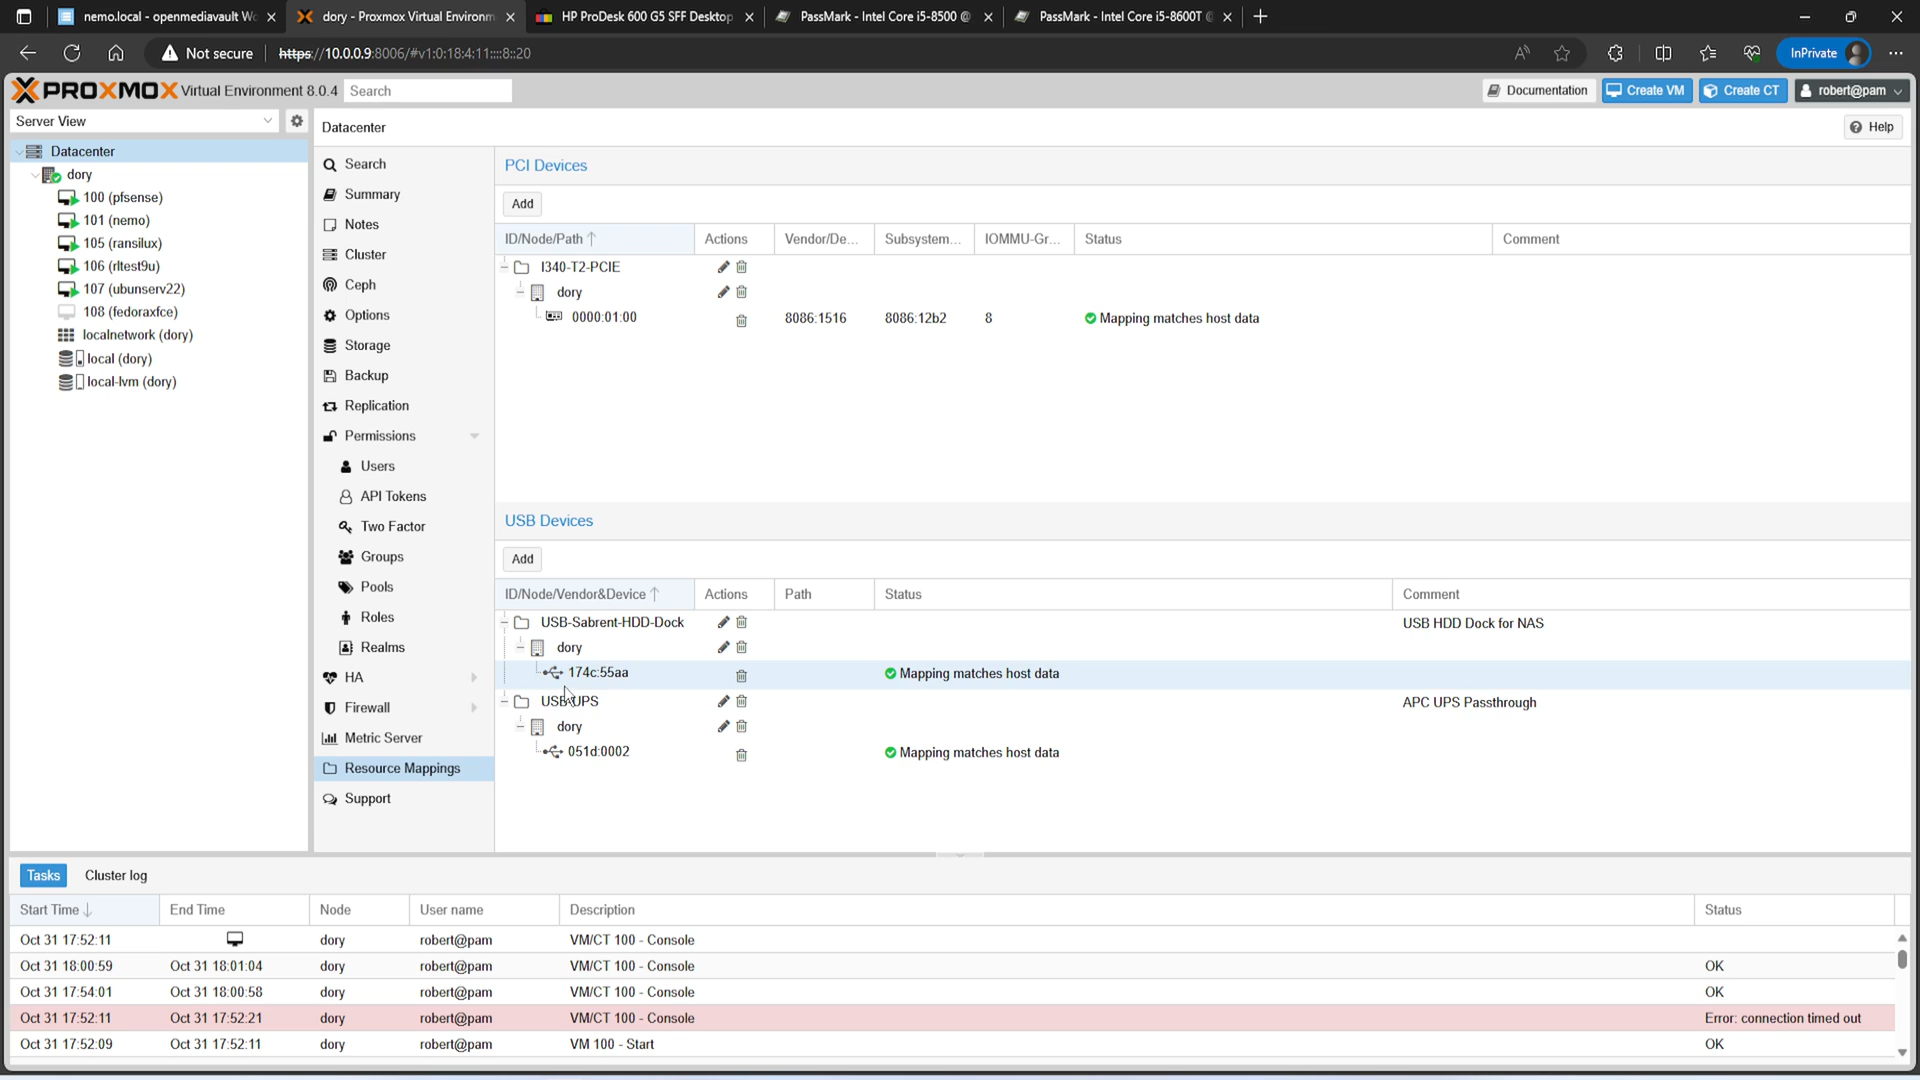 nemo.local - openmediavault Wo
dory - Proxmox Virtual Environm
HP ProDesk 600 G5 SFF Desktop
PassMark - Intel Core i5-8500 @
PassMark - Intel Core i5-8600T @
Not secure
https://10.0.0.9:8006/#v1:0:18:4:11::::8::20
InPrivate
PROXMOX Virtual Environment 8.0.4
Search
Documentation
Create VM
Create CT
robert@pam
Server View
Datacenter
Help
Datacenter
dory
100 (pfsense)
101 (nemo)
105 (ransilux)
106 (rltest9u)
107 (ubunserv22)
108 (fedoraxfce)
localnetwork (dory)
local (dory)
local-lvm (dory)
Search
Summary
Notes
Cluster
Ceph
Options
Storage
Backup
Replication
Permissions
Users
API Tokens
Two Factor
Groups
Pools
Roles
Realms
HA
Firewall
Metric Server
Resource Mappings
Support
PCI Devices
Add
ID/Node/Path Actions Vendor/De... Subsystem... IOMMU-Gr... Status Comment
I340-T2-PCIE
dory
0000:01:00 8086:1516 8086:12b2 8 Mapping matches host data
USB Devices
Add
ID/Node/Vendor&Device Actions Path Status Comment
USB-Sabrent-HDD-Dock USB HDD Dock for NAS
dory
174c:55aa Mapping matches host data
USB-UPS APC UPS Passthrough
dory
051d:0002 Mapping matches host data
Tasks Cluster log
Start Time End Time Node User name Description Status
Oct 31 17:52:11 dory robert@pam VM/CT 100 - Console
Oct 31 18:00:59 Oct 31 18:01:04 dory robert@pam VM/CT 100 - Console OK
Oct 31 17:54:01 Oct 31 18:00:58 dory robert@pam VM/CT 100 - Console OK
Oct 31 17:52:11 Oct 31 17:52:21 dory robert@pam VM/CT 100 - Console Error: connection timed out
Oct 31 17:52:09 Oct 31 17:52:11 dory robert@pam VM 100 - Start OK